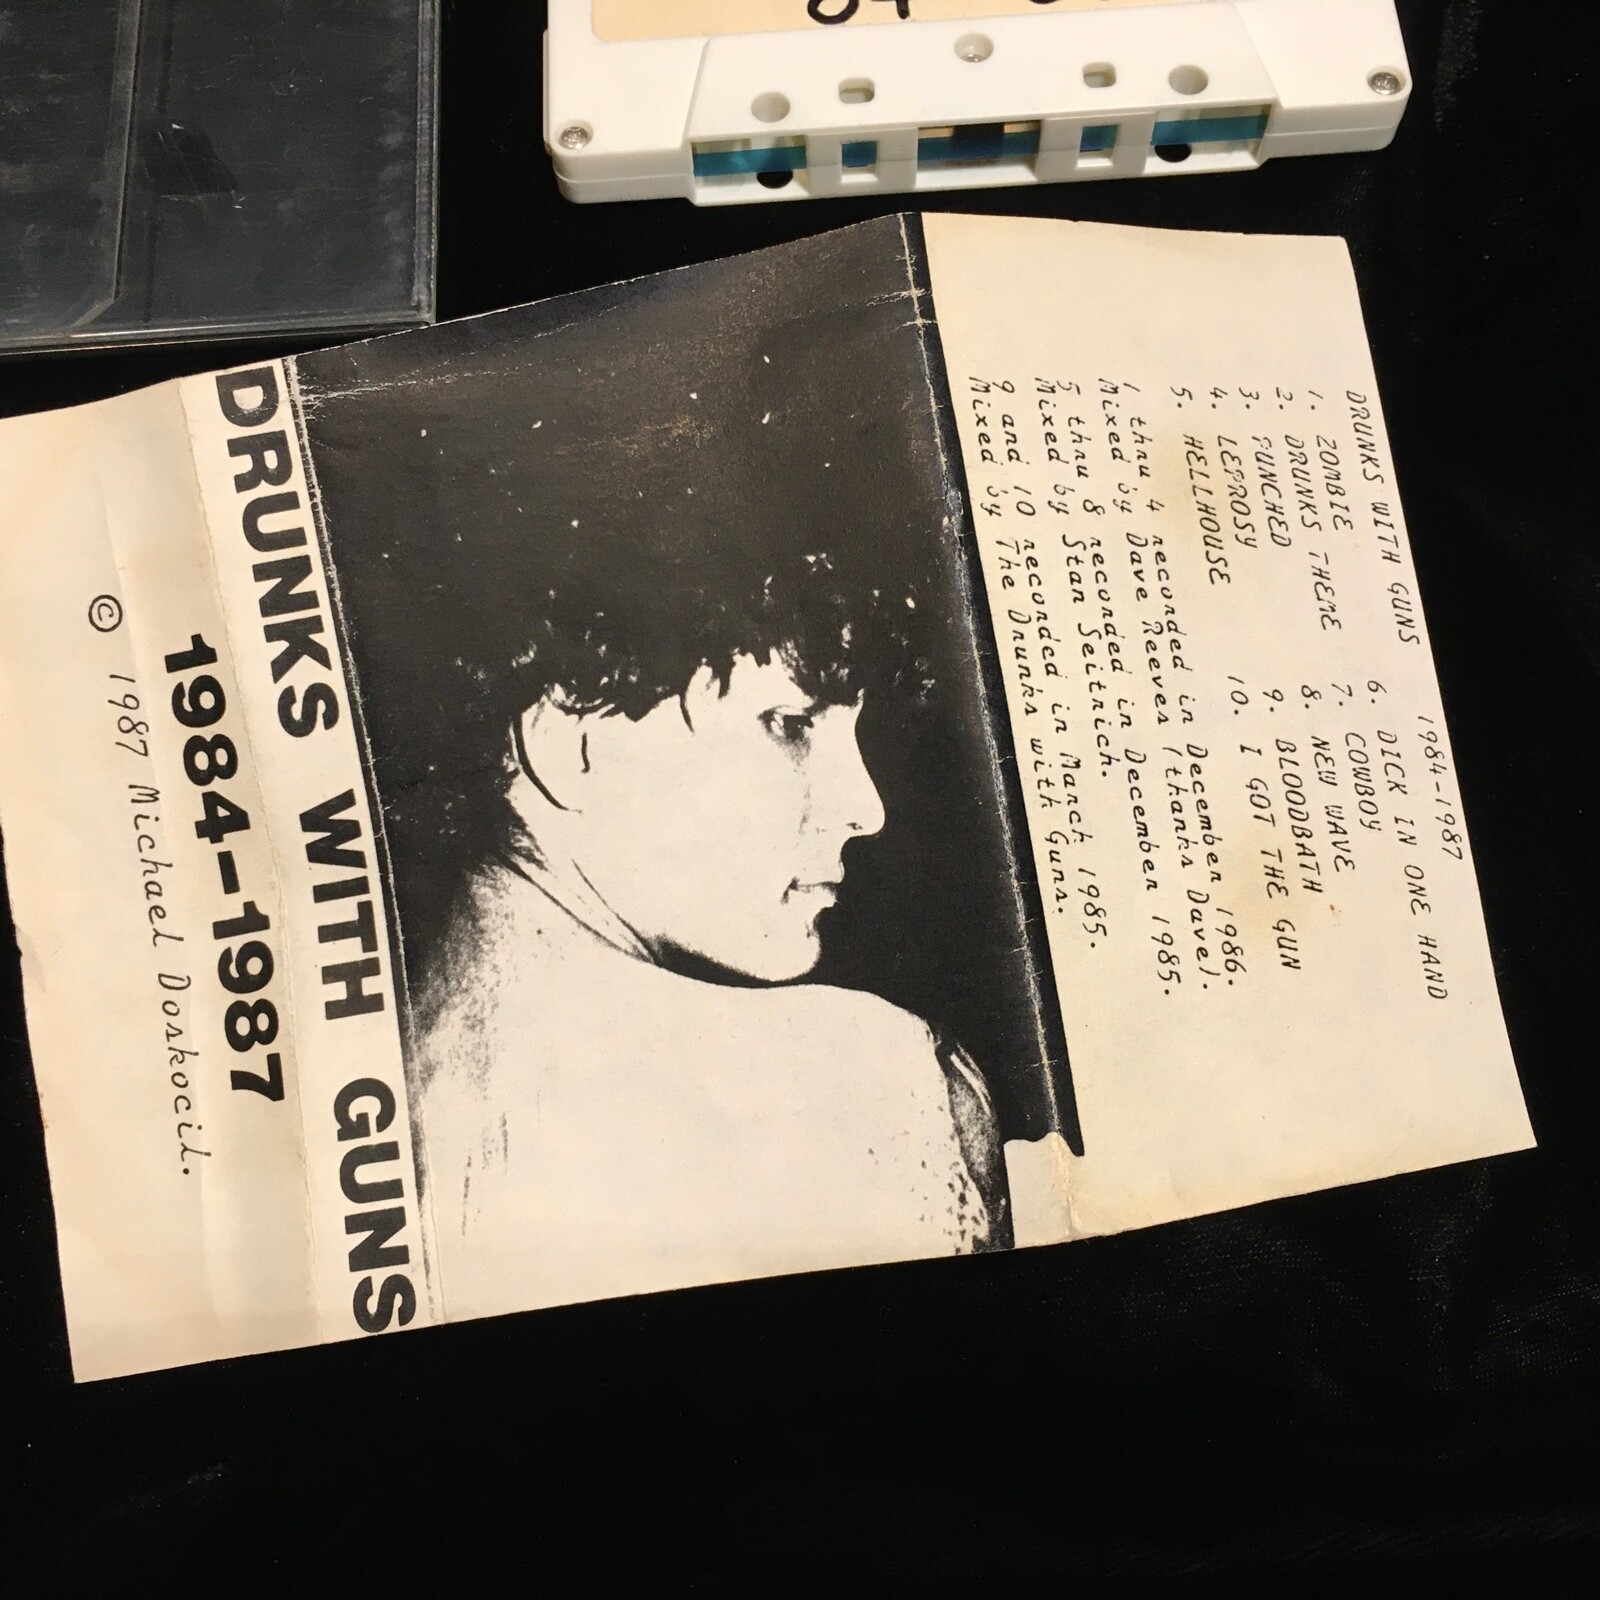 DRUNKS WITH GUNS 1984-1987
1. ZOMBIE
2. DRUNKS THEME
3. PUNCHED
4. LEPROSY
5. HELLHOUSE
6. DICK IN ONE HAND
7. COWBOY
8. NEW WAVE
9. BLOODBATH
10. I GOT THE GUN
1 thru 4 recorded in December 1986.
Mixed by Dave Reeves (thanks Dave).
5 thru 8 recorded in December 1985.
Mixed by Stan Seitrich.
9 and 10 recorded in March 1985.
Mixed by The Drunks with Guns.
DRUNKS WITH GUNS
1984-1987
© 1987 Michael Doskocil.